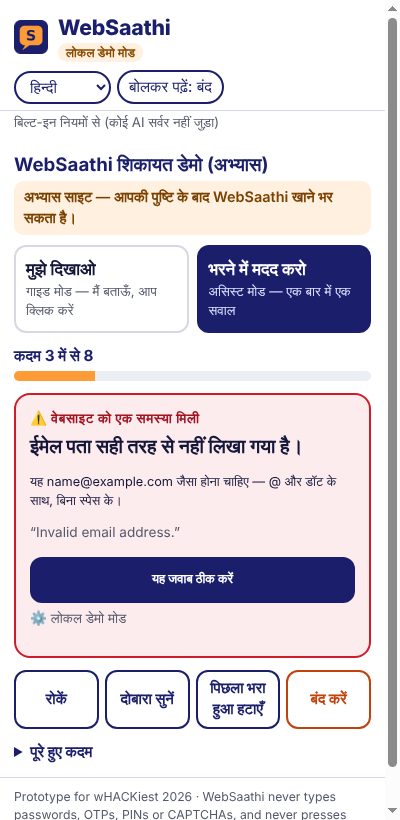 S
WebSaathi
लोकल डेमो मोड
हिन्दी
बोलकर पढ़ें: बंद
बिल्ट-इन नियमों से (कोई AI सर्वर नहीं जुड़ा)
WebSaathi शिकायत डेमो (अभ्यास)
अभ्यास साइट — आपकी पुष्टि के बाद WebSaathi खाने भर
सकता है।
मुझे दिखाओ
गाइड मोड — मैं बताऊँ, आप
क्लिक करें
भरने में मदद करो
असिस्ट मोड — एक बार में एक
सवाल
कदम 3 में से 8
⚠️ वेबसाइट को एक समस्या मिली
ईमेल पता सही तरह से नहीं लिखा गया है।
यह name@example.com जैसा होना चाहिए — @ और डॉट के
साथ, बिना स्पेस के।
“Invalid email address.”
यह जवाब ठीक करें
⚙️ लोकल डेमो मोड
रोकें
दोबारा सुनें
पिछला भरा
हुआ हटाएँ
बंद करें
▶ पूरे हुए कदम
Prototype for wHACKiest 2026 · WebSaathi never types
passwords, OTPs, PINs or CAPTCHAs, and never presses